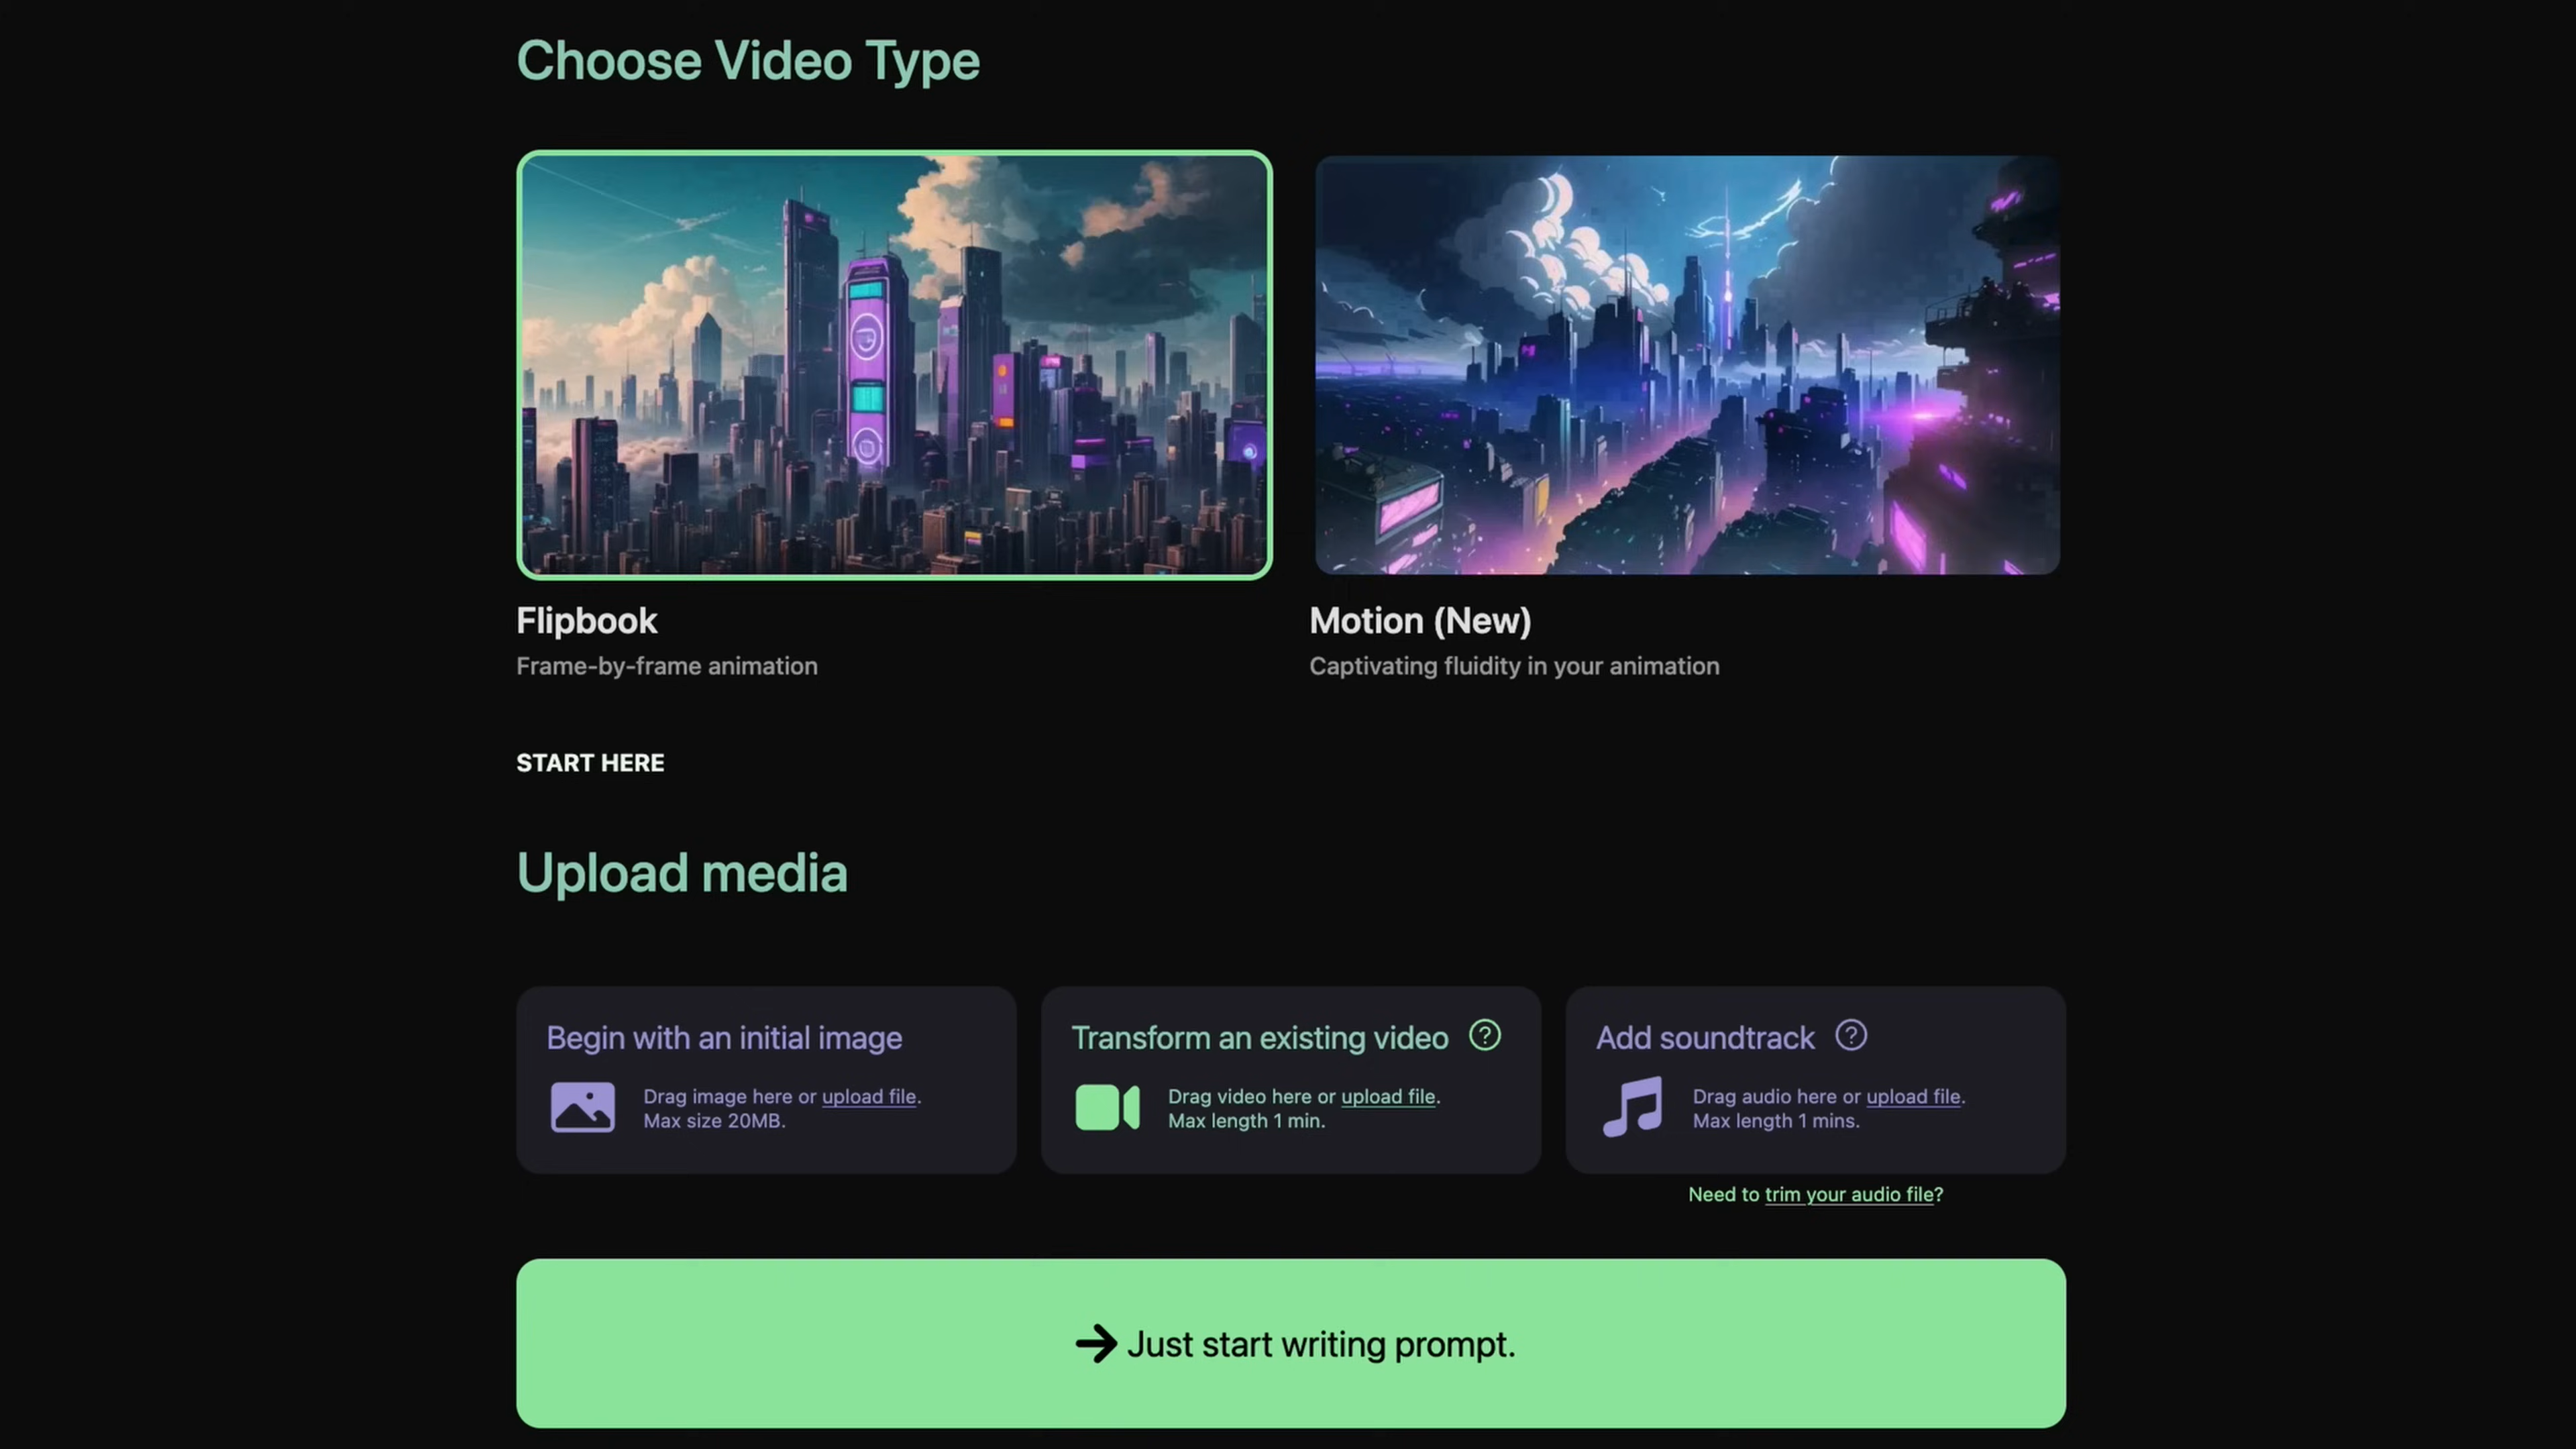 Choose Video Type
Flipbook
Frame-by-frame animation
Motion (New)
Captivating fluidity in your animation
START HERE
Upload media
Begin with an initial image
Drag image here or upload file.
Max size 20MB.
Transform an existing video ?
Drag video here or upload file.
Max length 1 min.
Add soundtrack ?
Drag audio here or upload file.
Max length 1 mins.
Need to trim your audio file?
→ Just start writing prompt.